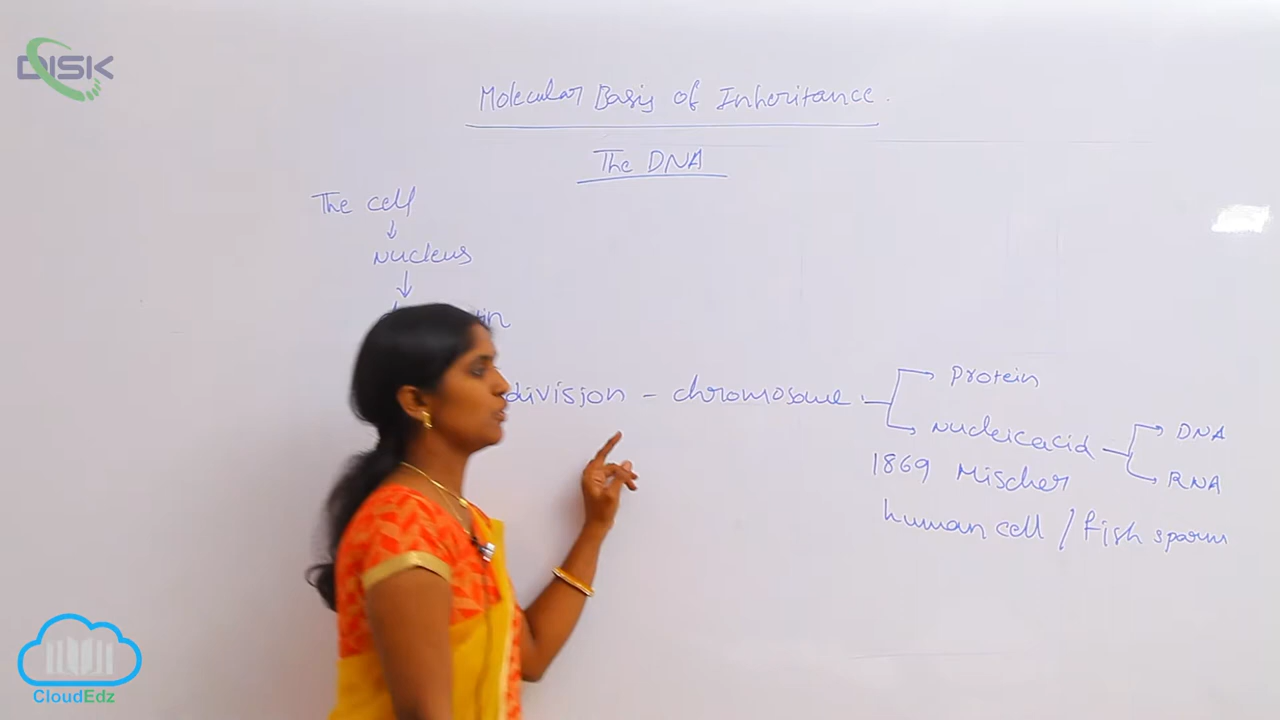 DISK
Molecular Basis of Inheritance.
The DNA
The cell
↓
Nucleus
↓
division - chromosome.
Protein
Nucleicacid
DNA
RNA
1869 Mischer
human cell / fish sparm
CloudEdz